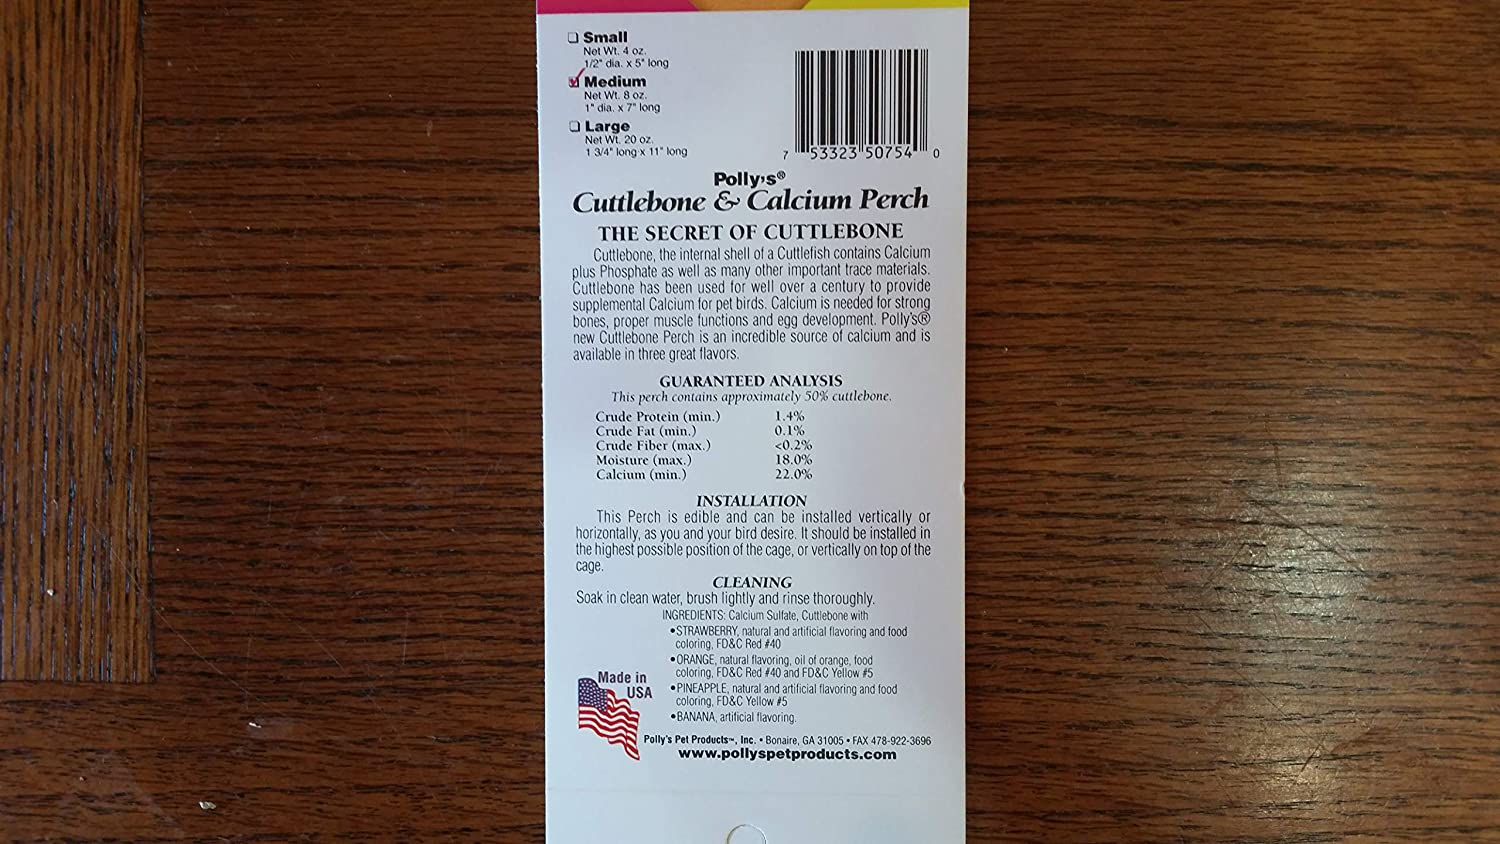 Small
Net Wt. 4 oz.
1/2" dia. x 5" long
Medium
Net Wt. 8 oz.
1" dia. x 7" long
Large
Net Wt. 20 oz.
1 3/4" long x 11" long
7 53323 50754 0
Polly's®
Cuttlebone & Calcium Perch
THE SECRET OF CUTTLEBONE
Cuttlebone, the internal shell of a Cuttlefish contains Calcium
plus Phosphate as well as many other important trace materials.
Cuttlebone has been used for well over a century to provide
supplemental Calcium for pet birds. Calcium is needed for strong
bones, proper muscle functions and egg development. Polly's®
new Cuttlebone Perch is an incredible source of calcium and is
available in three great flavors.
GUARANTEED ANALYSIS
This perch contains approximately 50% cuttlebone.
Crude Protein (min.) 1.4%
Crude Fat (min.) 0.1%
Crude Fiber (max.) <0.2%
Moisture (max.) 18.0%
Calcium (min.) 22.0%
INSTALLATION
This Perch is edible and can be installed vertically or
horizontally, as you and your bird desire. It should be installed in
the highest possible position of the cage, or vertically on top of the
cage.
CLEANING
Soak in clean water, brush lightly and rinse thoroughly.
INGREDIENTS: Calcium Sulfate, Cuttlebone with
•STRAWBERRY, natural and artificial flavoring and food
coloring, FD&C Red #40
•ORANGE, natural flavoring, oil of orange, food
coloring, FD&C Red #40 and FD&C Yellow #5
•PINEAPPLE, natural and artificial flavoring and food
coloring, FD&C Yellow #5
•BANANA, artificial flavoring.
Made in
USA
Polly's Pet Products™, Inc. • Bonaire, GA 31005 • FAX 478-922-3696
www.pollyspetproducts.com